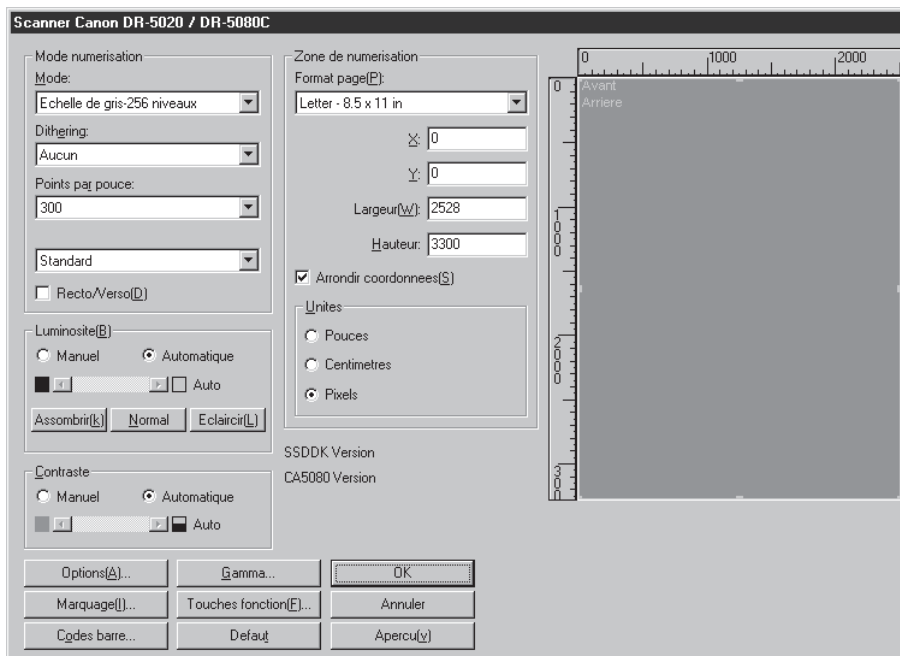 Scanner Canon DR-5020 / DR-5080C
Mode numerisation
Mode:
Echelle de gris-256 niveaux
Dithering:
Aucun
Points par pouce:
300
Standard
Recto/Verso(D)
Luminosite(B)
Manuel Automatique
Auto
Assombrir(k) Normal Eclaircir(L)
Contraste
Manuel Automatique
Auto
Zone de numerisation
Format page(P):
Letter - 8.5 x 11 in
X: 0
Y: 0
Largeur(W): 2528
Hauteur: 3300
Arrondir coordonnees(S)
Unites
Pouces
Centimetres
Pixels
SSDDK Version
CA5080 Version
0 1000 2000
0
1000
2000
300
Avant
Arriere
Options(A)... Gamma... OK
Marquage(I)... Touches fonction(F)... Annuler
Codes barre... Defaut Apercu(v)